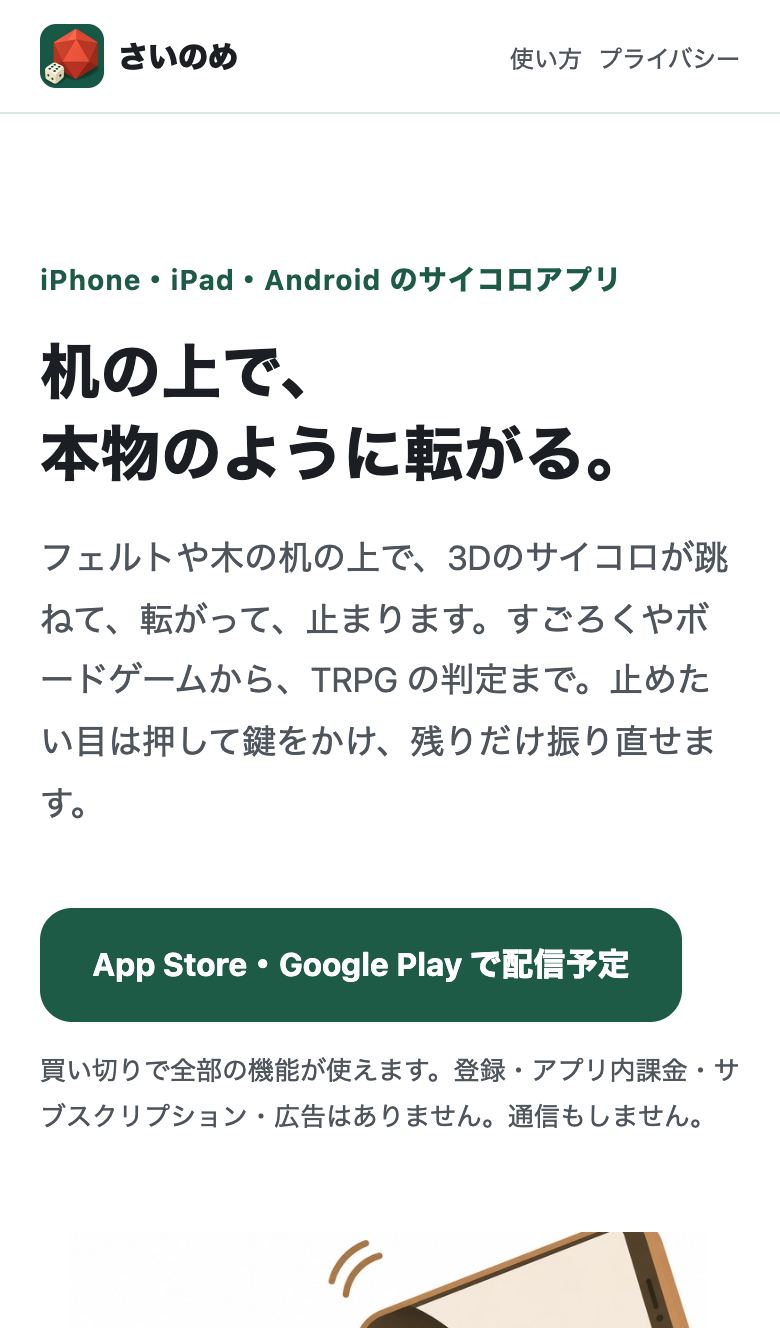 さいのめ
使い方 プライバシー
iPhone・iPad・Android のサイコロアプリ
机の上で、
本物のように転がる。
フェルトや木の机の上で、3Dのサイコロが跳
ねて、転がって、止まります。すごろくやボ
ードゲームから、TRPG の判定まで。止めた
い目は押して鍵をかけ、残りだけ振り直せま
す。
App Store・Google Play で配信予定
買い切りで全部の機能が使えます。登録・アプリ内課金・サ
ブスクリプション・広告はありません。通信もしません。